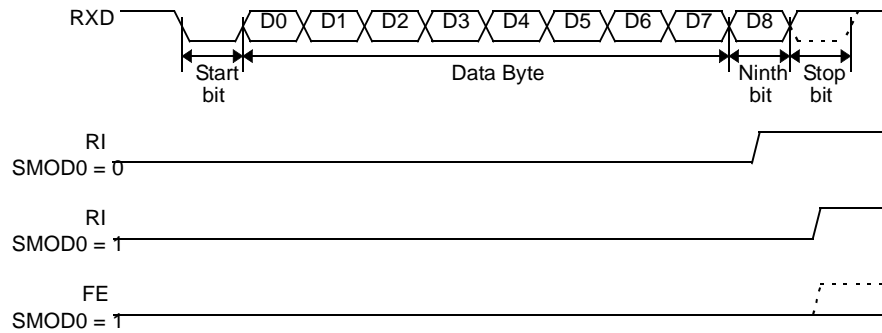 RXD D0 D1 D2 D3 D4 D5 D6 D7 D8
Start bit
Data Byte
Ninth bit
Stop bit
RI
SMOD0 = 0
RI
SMOD0 = 1
FE
SMOD0 = 1